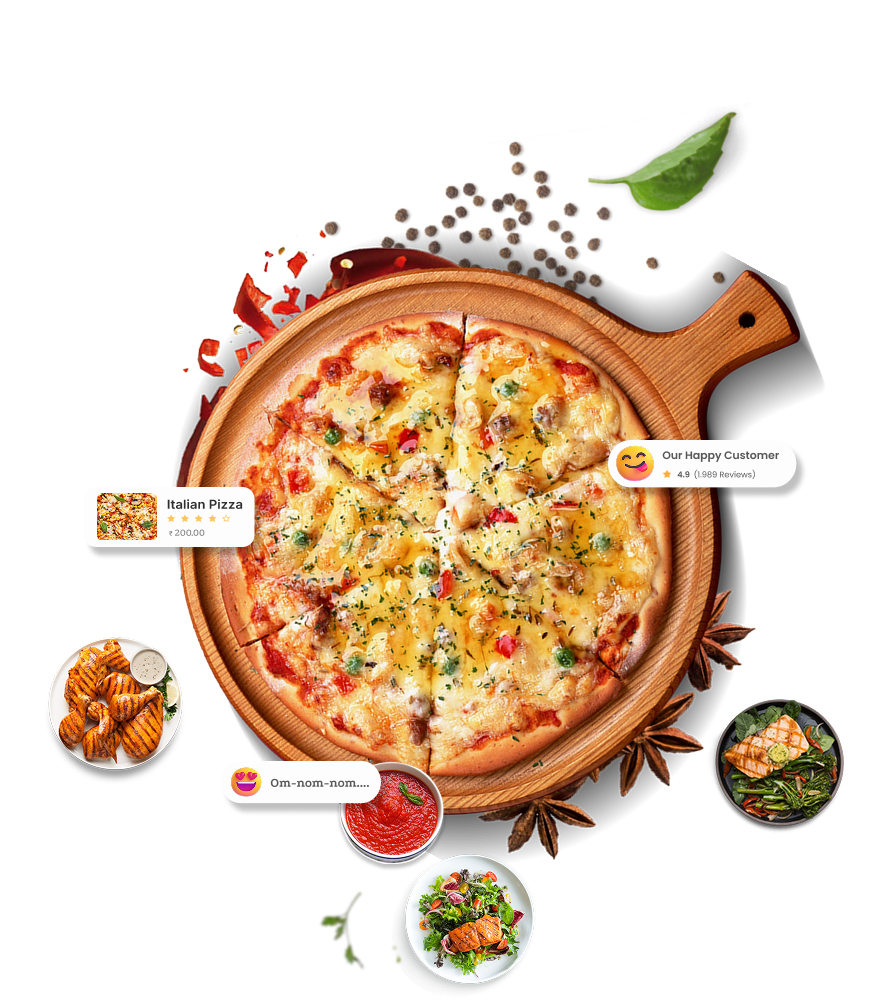 Our Happy Customer
4.9 (1.989 Reviews)
Italian Pizza
₹ 200.00
Om-nom-nom....